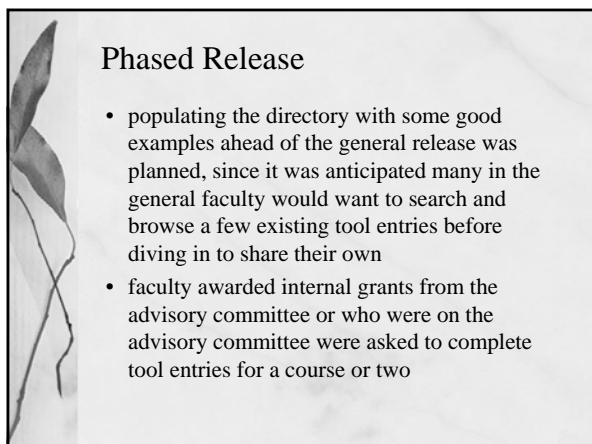 Phased Release
• populating the directory with some good
examples ahead of the general release was
planned, since it was anticipated many in the
general faculty would want to search and
browse a few existing tool entries before
diving in to share their own
• faculty awarded internal grants from the
advisory committee or who were on the
advisory committee were asked to complete
tool entries for a course or two